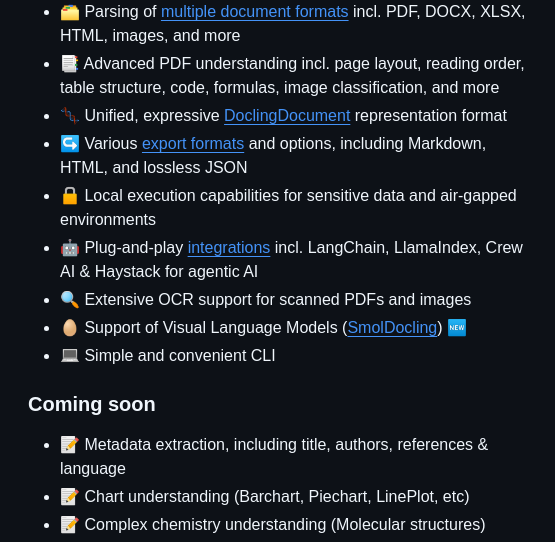 🗂️ Parsing of multiple document formats incl. PDF, DOCX, XLSX,
HTML, images, and more
📑 Advanced PDF understanding incl. page layout, reading order,
table structure, code, formulas, image classification, and more
🧬 Unified, expressive DoclingDocument representation format
↪️ Various export formats and options, including Markdown,
HTML, and lossless JSON
🔒 Local execution capabilities for sensitive data and air-gapped
environments
🤖 Plug-and-play integrations incl. LangChain, LlamaIndex, Crew
AI & Haystack for agentic AI
🔍 Extensive OCR support for scanned PDFs and images
🥚 Support of Visual Language Models (SmolDocling) 🆕
💻 Simple and convenient CLI
Coming soon
📝 Metadata extraction, including title, authors, references &
language
📝 Chart understanding (Barchart, Piechart, LinePlot, etc)
📝 Complex chemistry understanding (Molecular structures)